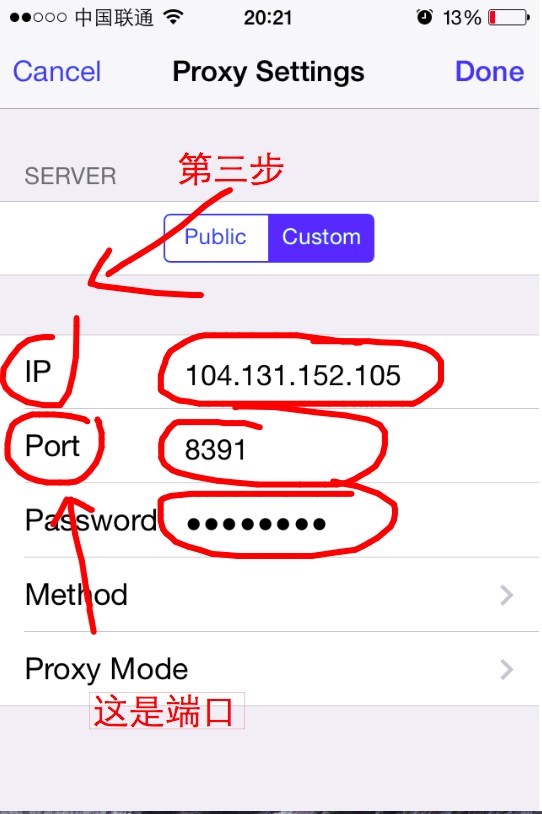 中国联通 20:21 13%
Cancel Proxy Settings Done
第三步
SERVER
Public Custom
IP 104.131.152.105
Port 8391
Password ●●●●●●●●
Method
Proxy Mode
这是端口